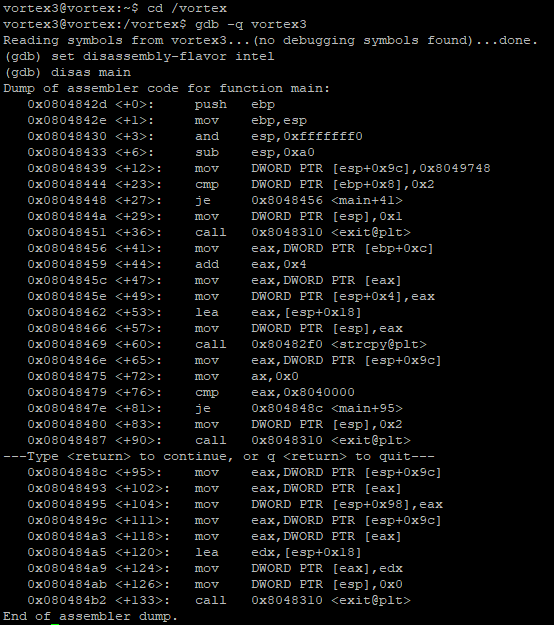 vortex3@vortex:~$ cd /vortex
vortex3@vortex:/vortex$ gdb -q vortex3
Reading symbols from vortex3...(no debugging symbols found)...done.
(gdb) set disassembly-flavor intel
(gdb) disas main
Dump of assembler code for function main:
   0x0804842d <+0>:     push   ebp
   0x0804842e <+1>:     mov    ebp,esp
   0x08048430 <+3>:     and    esp,0xfffffff0
   0x08048433 <+6>:     sub    esp,0xa0
   0x08048439 <+12>:    mov    DWORD PTR [esp+0x9c],0x8049748
   0x08048444 <+23>:    cmp    DWORD PTR [ebp+0x8],0x2
   0x08048448 <+27>:    je     0x8048456 <main+41>
   0x0804844a <+29>:    mov    DWORD PTR [esp],0x1
   0x08048451 <+36>:    call   0x8048310 <exit@plt>
   0x08048456 <+41>:    mov    eax,DWORD PTR [ebp+0xc]
   0x08048459 <+44>:    add    eax,0x4
   0x0804845c <+47>:    mov    eax,DWORD PTR [eax]
   0x0804845e <+49>:    mov    DWORD PTR [esp+0x4],eax
   0x08048462 <+53>:    lea    eax,[esp+0x18]
   0x08048466 <+57>:    mov    DWORD PTR [esp],eax
   0x08048469 <+60>:    call   0x80482f0 <strcpy@plt>
   0x0804846e <+65>:    mov    eax,DWORD PTR [esp+0x9c]
   0x08048475 <+72>:    mov    ax,0x0
   0x08048479 <+76>:    cmp    eax,0x8040000
   0x0804847e <+81>:    je     0x804848c <main+95>
   0x08048480 <+83>:    mov    DWORD PTR [esp],0x2
   0x08048487 <+90>:    call   0x8048310 <exit@plt>
---Type <return> to continue, or q <return> to quit---
   0x0804848c <+95>:    mov    eax,DWORD PTR [esp+0x9c]
   0x08048493 <+102>:   mov    eax,DWORD PTR [eax]
   0x08048495 <+104>:   mov    DWORD PTR [esp+0x98],eax
   0x0804849c <+111>:   mov    eax,DWORD PTR [esp+0x9c]
   0x080484a3 <+118>:   mov    eax,DWORD PTR [eax]
   0x080484a5 <+120>:   lea    edx,[esp+0x18]
   0x080484a9 <+124>:   mov    DWORD PTR [eax],edx
   0x080484ab <+126>:   mov    DWORD PTR [esp],0x0
   0x080484b2 <+133>:   call   0x8048310 <exit@plt>
End of assembler dump.